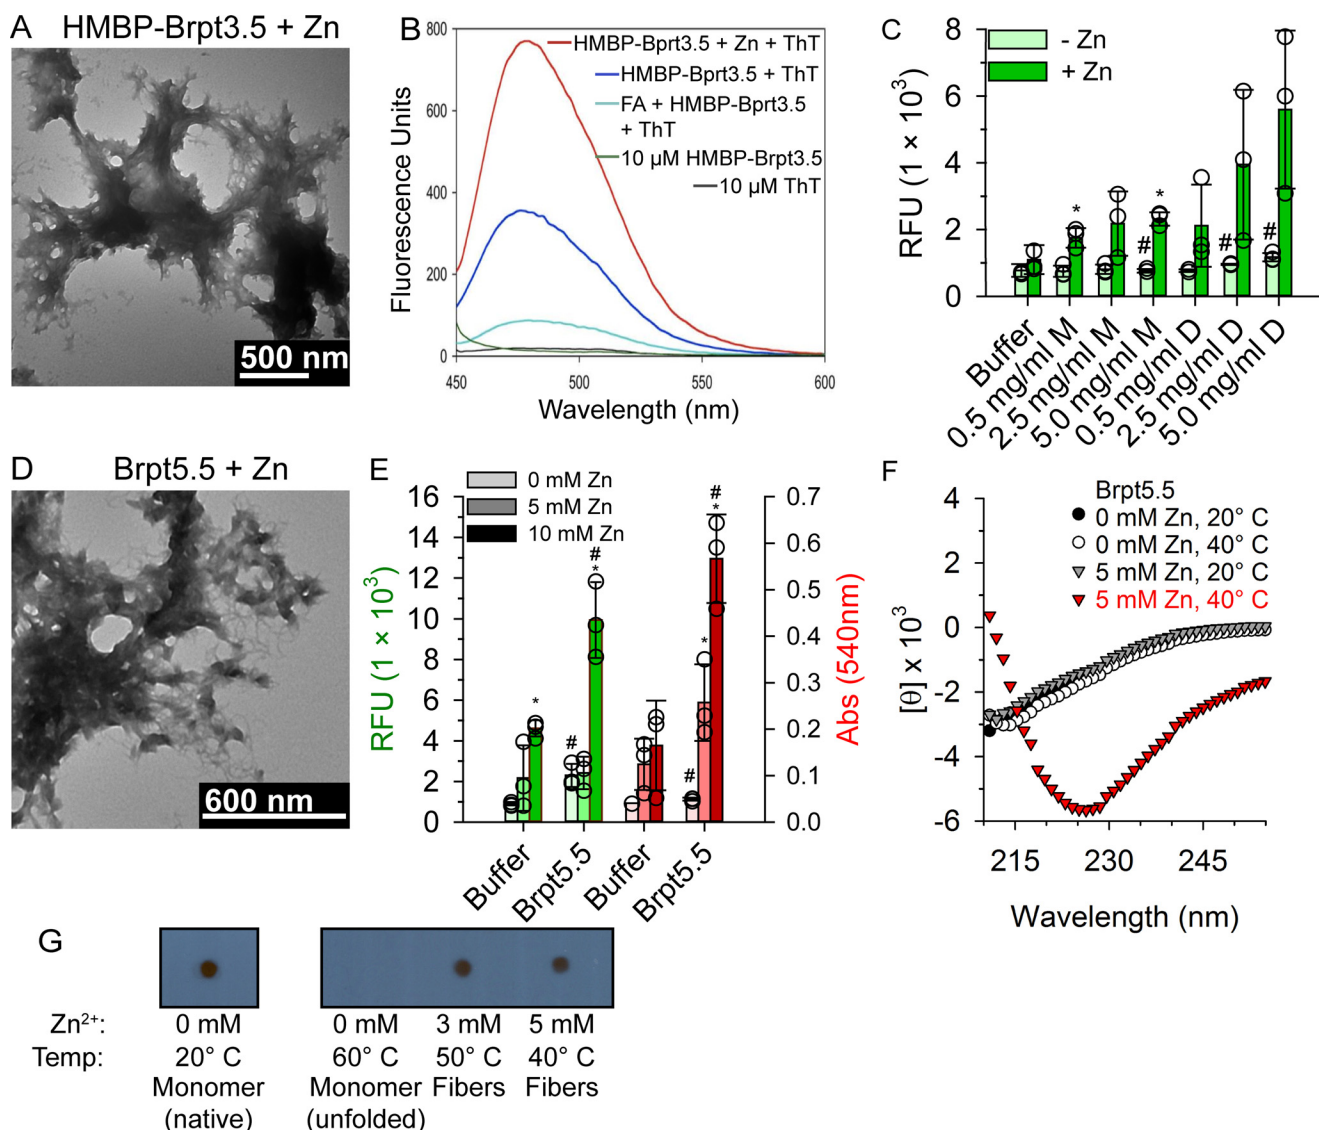 A HMBP-Brpt3.5 + Zn
500 nm
B
Fluorescence Units
800
600
400
200
0
HMBP-Bprt3.5 + Zn + ThT
HMBP-Bprt3.5 + ThT
FA + HMBP-Bprt3.5
+ ThT
10 µM HMBP-Brpt3.5
10 µM ThT
450 500 550 600
Wavelength (nm)
C
RFU (1 × 10³)
8
6
4
2
0
- Zn
+ Zn
* # * # #
Buffer
0.5 mg/ml M
2.5 mg/ml M
5.0 mg/ml M
0.5 mg/ml D
2.5 mg/ml D
5.0 mg/ml D
D Brpt5.5 + Zn
600 nm
E
0 mM Zn
5 mM Zn
10 mM Zn
RFU (1 × 10³)
16
14
12
10
8
6
4
2
0
* # # * # * # *
Abs (540nm)
0.7
0.6
0.5
0.4
0.3
0.2
0.1
0.0
Buffer
Brpt5.5
Buffer
Brpt5.5
F
Brpt5.5
0 mM Zn, 20° C
0 mM Zn, 40° C
5 mM Zn, 20° C
5 mM Zn, 40° C
[θ] x 10³
4
2
0
-2
-4
-6
215 230 245
Wavelength (nm)
G
Zn²⁺: 0 mM 0 mM 3 mM 5 mM
Temp: 20° C 60° C 50° C 40° C
Monomer Monomer Fibers Fibers
(native) (unfolded)